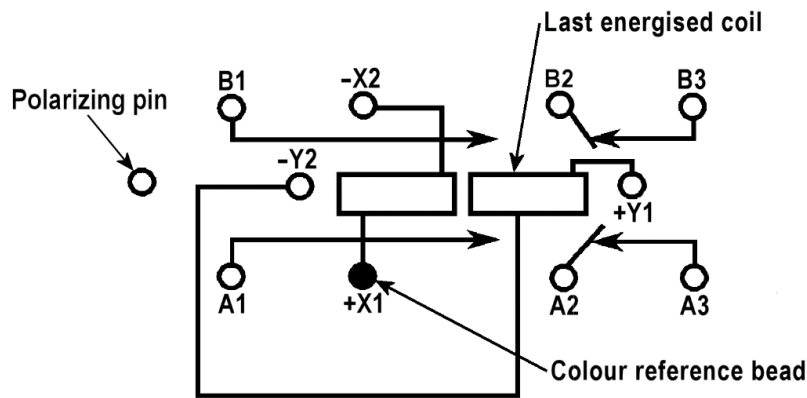 Last energised coil
B1
–X2
B2
B3
Polarizing pin
–Y2
+Y1
A1
+X1
A2
A3
Colour reference bead